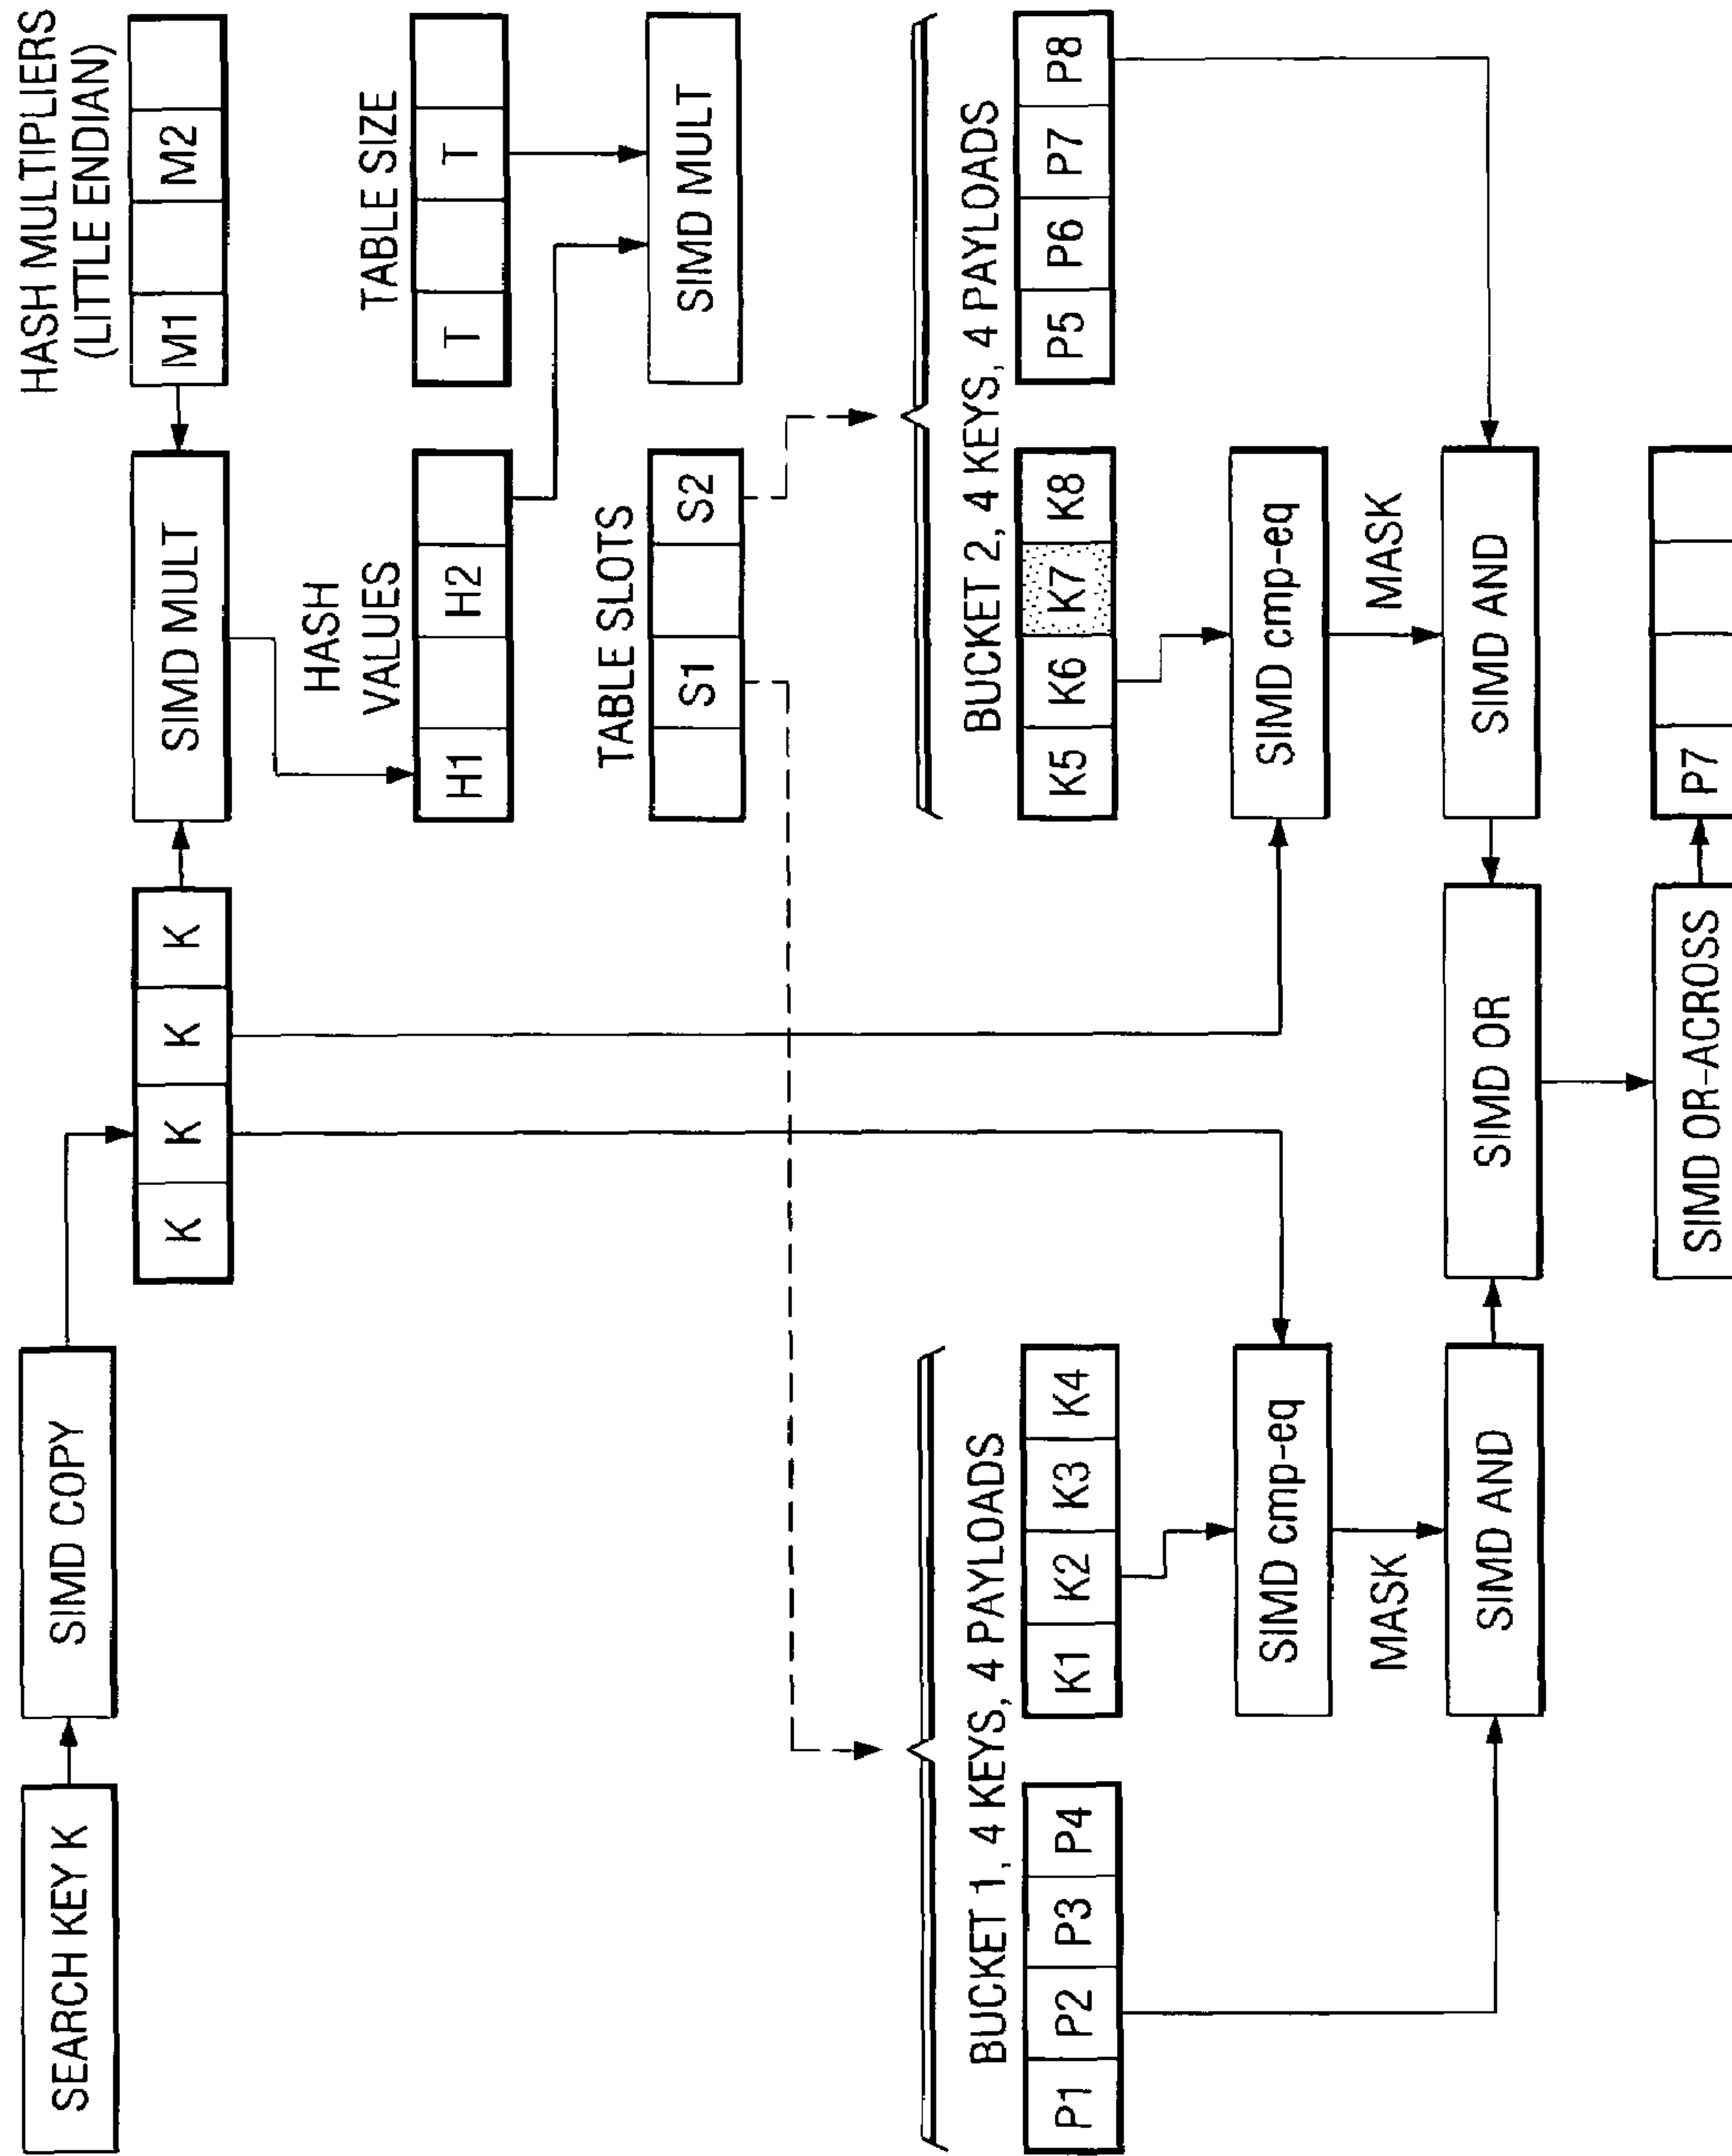 SEARCH KEY K
SIMD COPY
K K K K
SIMD MULT
HASH MULTIPLIERS
(LITTLE ENDIAN)
M1 M2
HASH
VALUES
H1 H2
TABLE SIZE
T T
TABLE SLOTS
S1 S2
SIMD MULT
BUCKET 1, 4 KEYS, 4 PAYLOADS
P1 P2 P3 P4
K1 K2 K3 K4
BUCKET 2, 4 KEYS, 4 PAYLOADS
K5 K6 K7 K8
P5 P6 P7 P8
SIMD cmp-eq
SIMD cmp-eq
MASK
MASK
SIMD AND
SIMD OR
SIMD AND
SIMD OR-ACROSS
P7